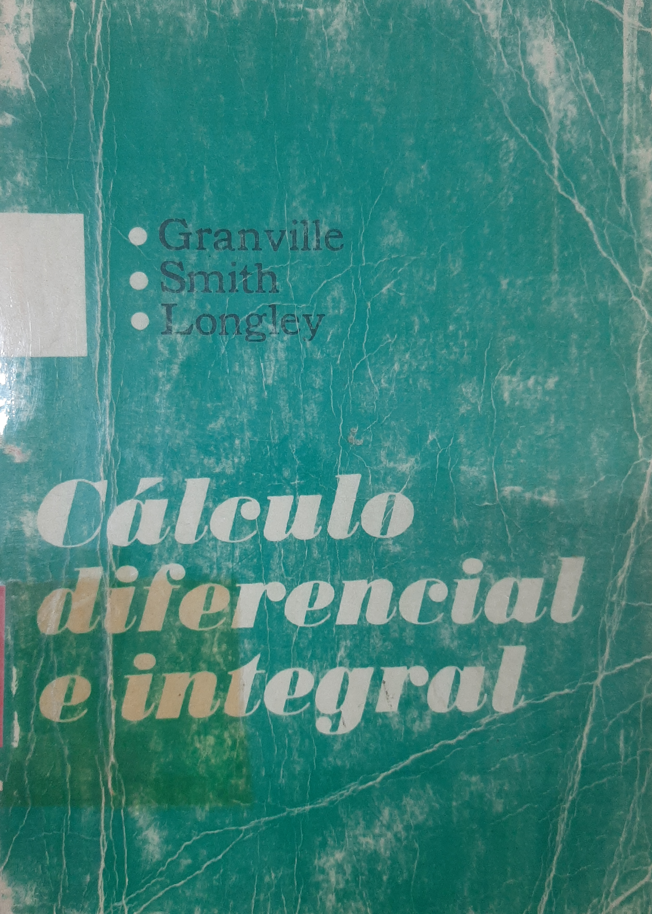 Granville
Smith
Longley
Cálculo
diferencial
e integral